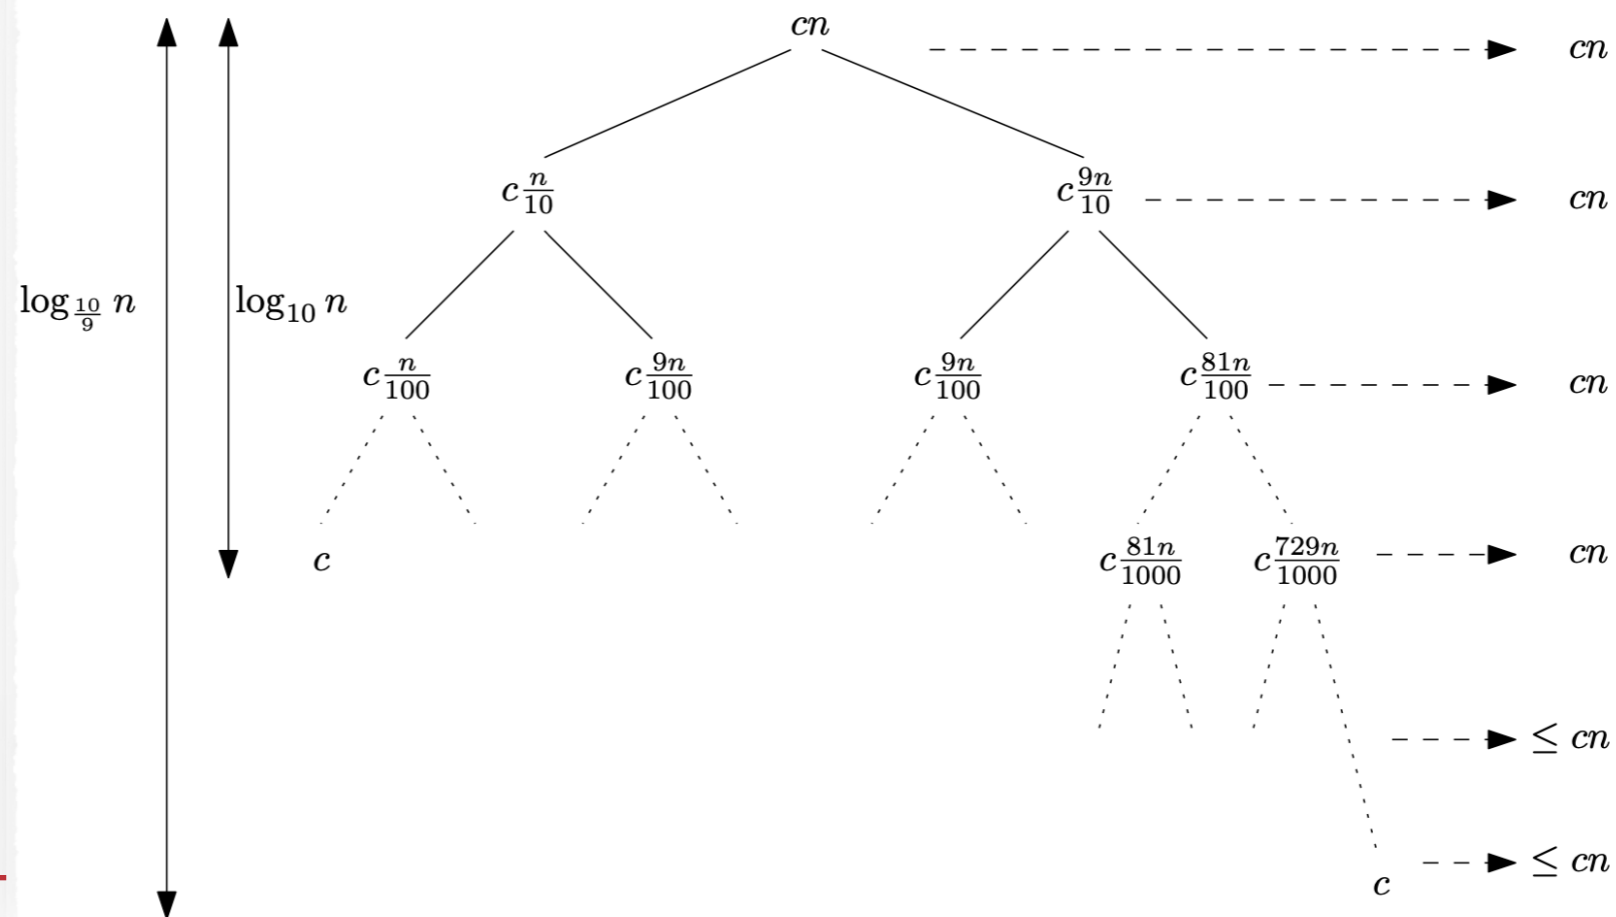 cn cn
c n/10 c 9n/10 cn
log_{10/9} n log_{10} n
c n/100 c 9n/100 c 9n/100 c 81n/100 cn
c c 81n/1000 c 729n/1000 cn
≤ cn
c ≤ cn